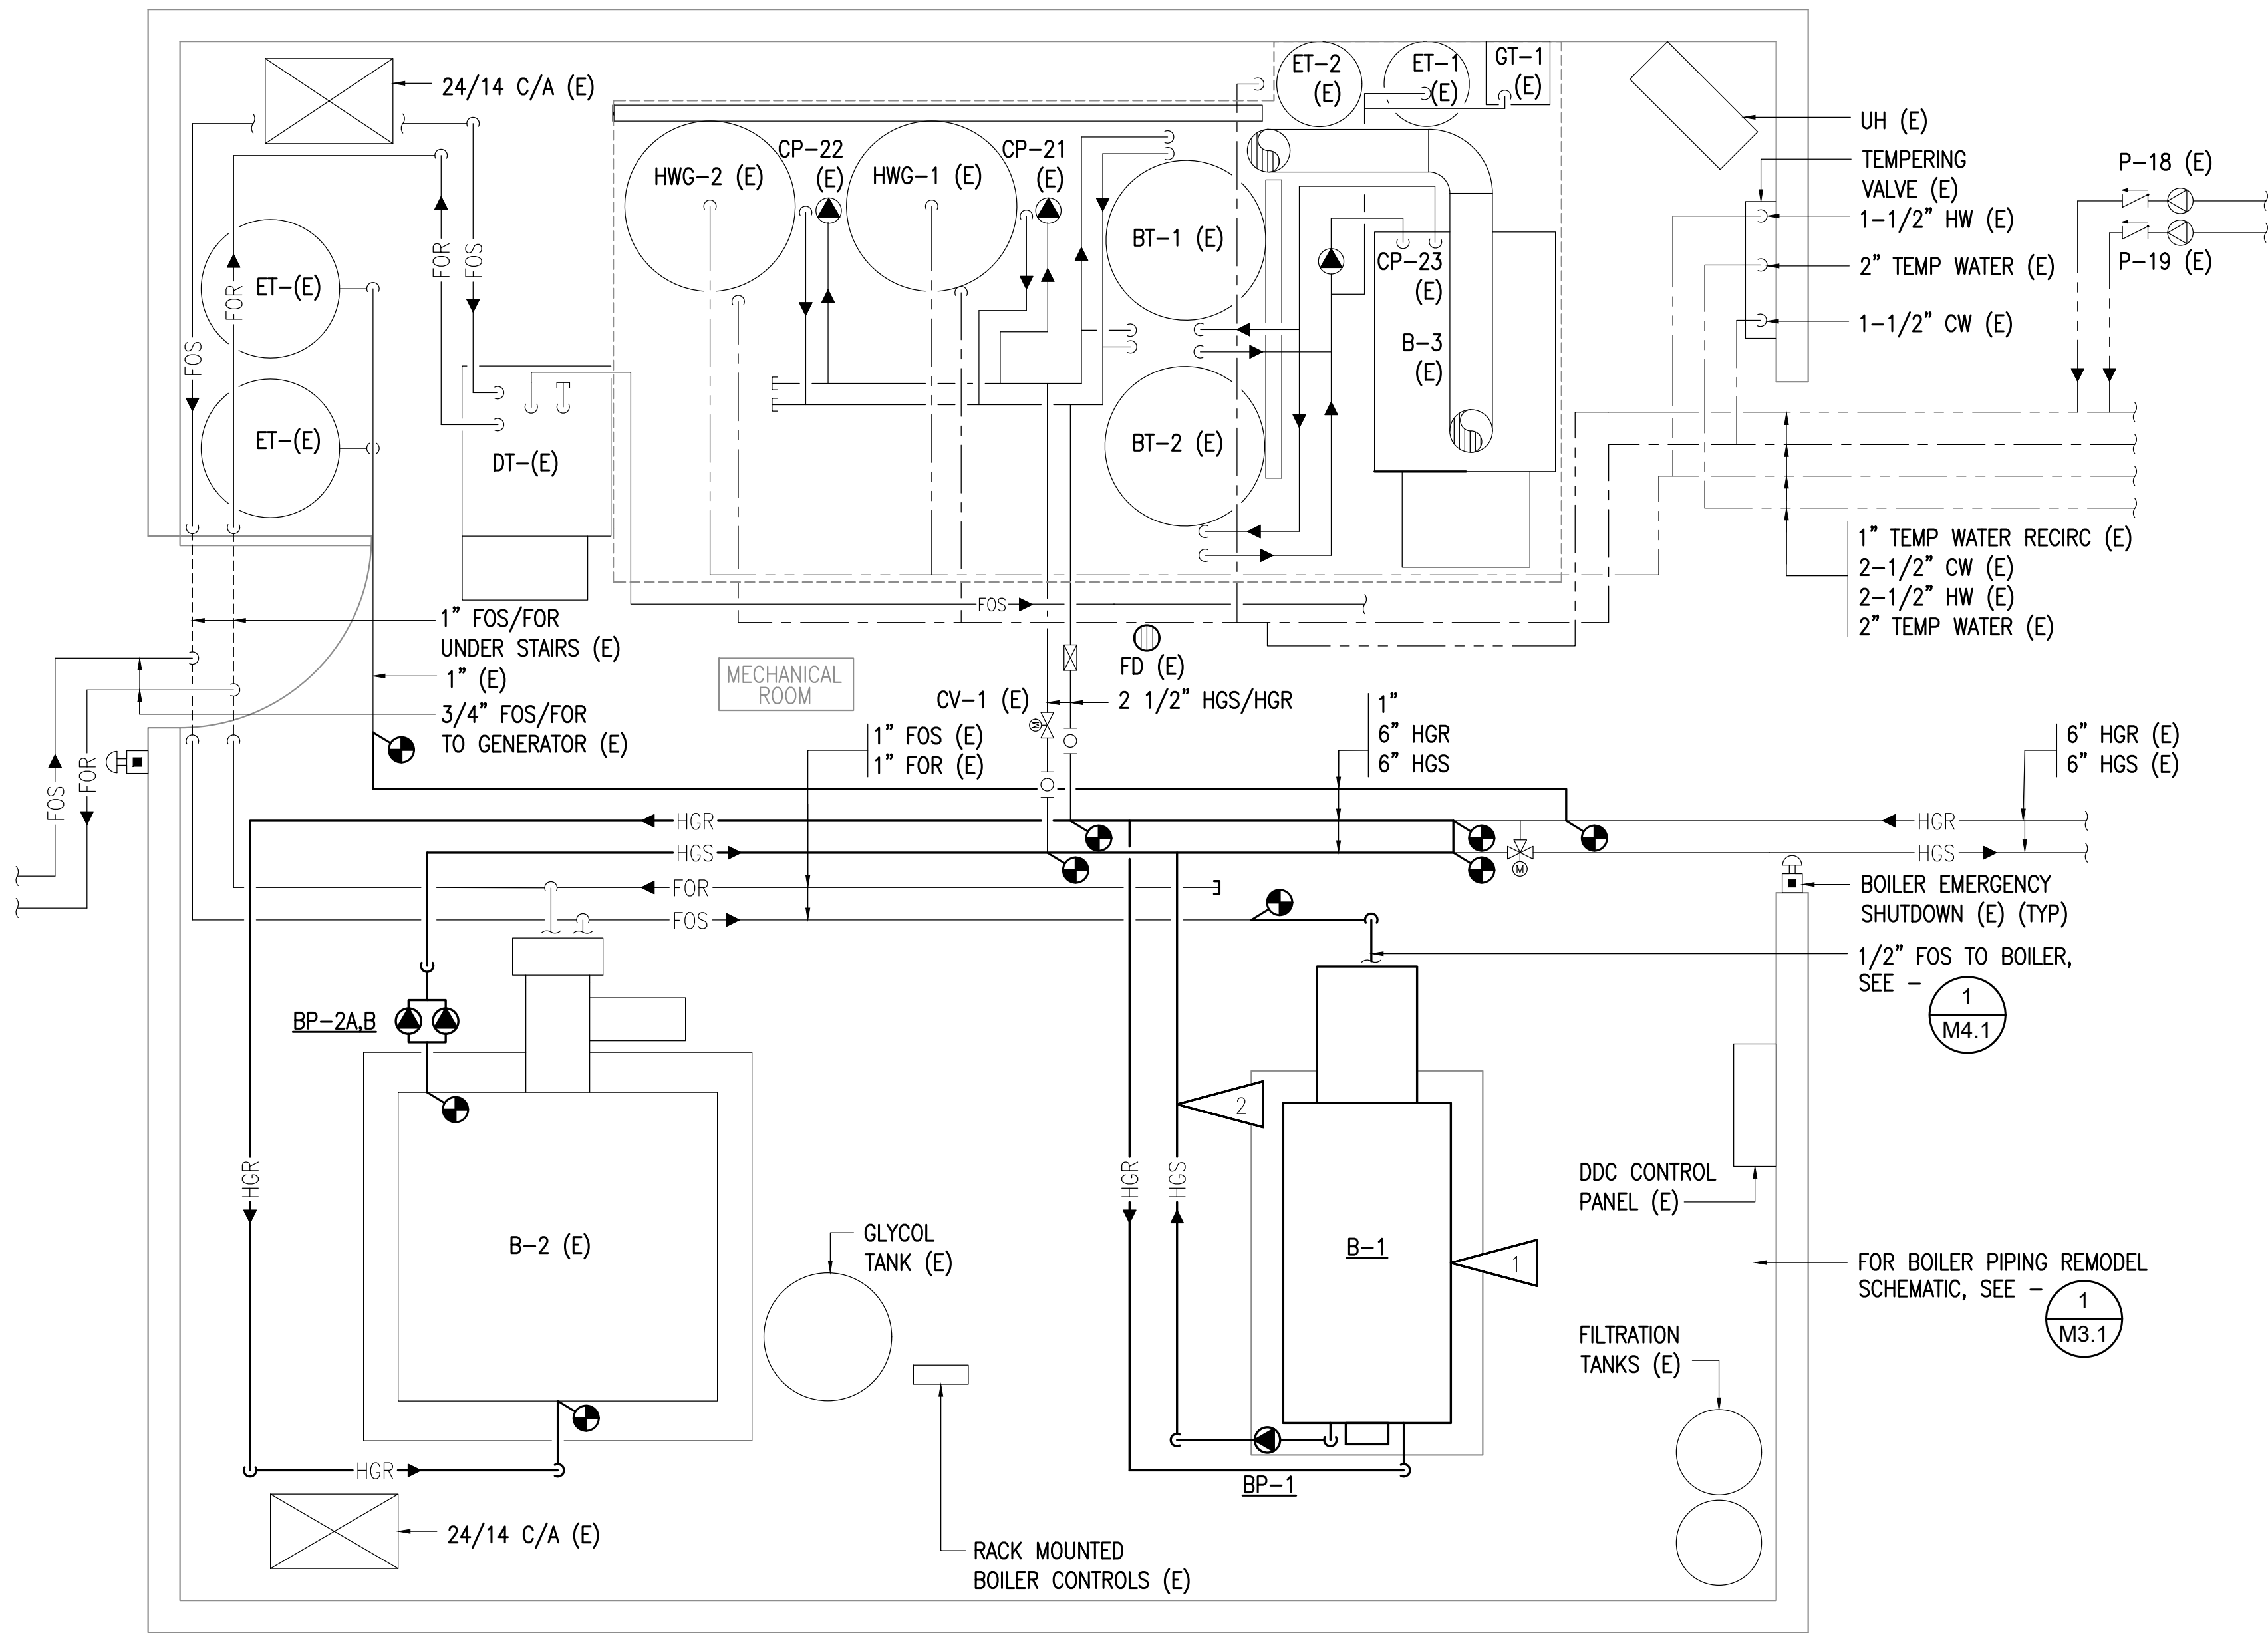 24/14 C/A (E)
ET-2
(E)
ET-1
(E)
GT-1
(E)
UH (E)
TEMPERING
VALVE (E)
1-1/2" HW (E)
2" TEMP WATER (E)
1-1/2" CW (E)
P-18 (E)
P-19 (E)
HWG-2 (E)
CP-22
(E)
HWG-1 (E)
CP-21
(E)
BT-1 (E)
CP-23
(E)
B-3
(E)
BT-2 (E)
ET-(E)
ET-(E)
DT-(E)
FOR
FOS
FOR
FOS
FOS
1" TEMP WATER RECIRC (E)
2-1/2" CW (E)
2-1/2" HW (E)
2" TEMP WATER (E)
1" FOS/FOR
UNDER STAIRS (E)
1" (E)
3/4" FOS/FOR
TO GENERATOR (E)
MECHANICAL
ROOM
FD (E)
CV-1 (E)
2 1/2" HGS/HGR
M
1" FOS (E)
1" FOR (E)
1"
6" HGR
6" HGS
6" HGR (E)
6" HGS (E)
FOS
FOR
HGR
HGS
HGR
HGS
M
FOR
FOS
BOILER EMERGENCY
SHUTDOWN (E) (TYP)
1/2" FOS TO BOILER,
SEE -
1
M4.1
BP-2A,B
2
HGR
HGR
HGS
DDC CONTROL
PANEL (E)
B-2 (E)
GLYCOL
TANK (E)
B-1
1
FOR BOILER PIPING REMODEL
SCHEMATIC, SEE -
1
M3.1
FILTRATION
TANKS (E)
HGR
BP-1
24/14 C/A (E)
RACK MOUNTED
BOILER CONTROLS (E)